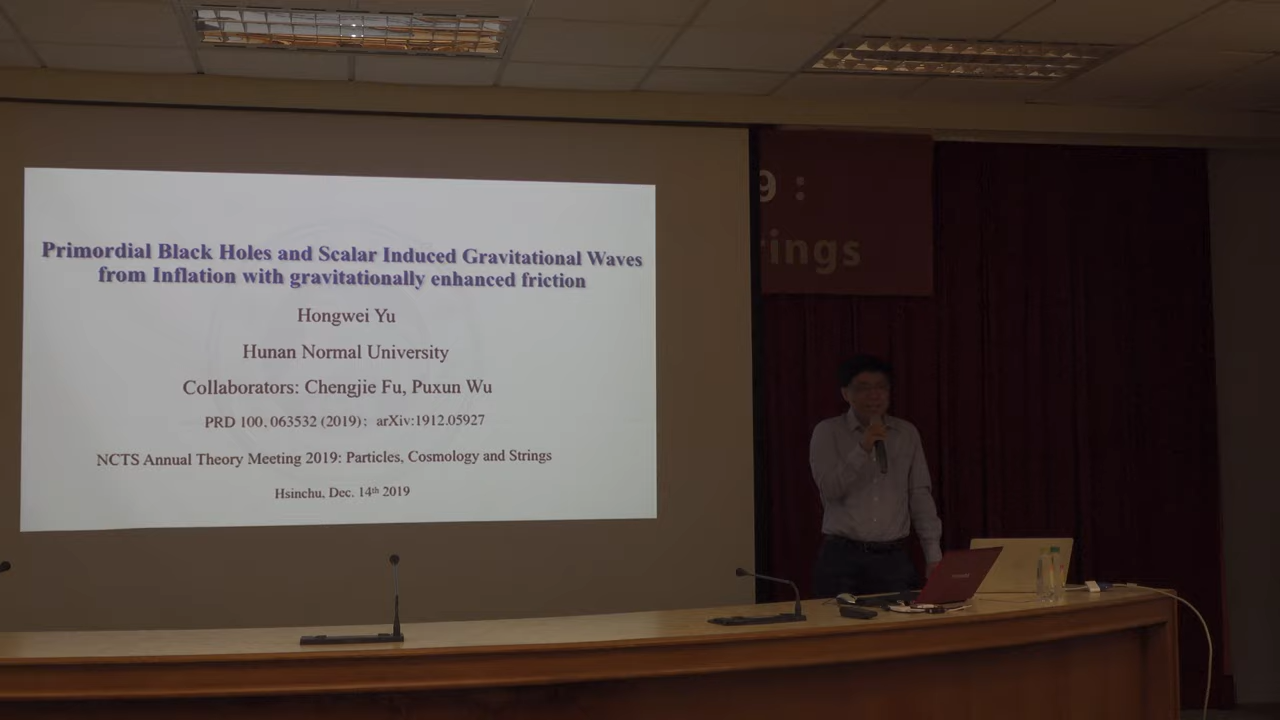 Primordial Black Holes and Scalar Induced Gravitational Waves
from Inflation with gravitationally enhanced friction
Hongwei Yu
Hunan Normal University
Collaborators: Chengjie Fu, Puxun Wu
PRD 100, 063532 (2019); arXiv:1912.05927
NCTS Annual Theory Meeting 2019: Particles, Cosmology and Strings
Hsinchu, Dec. 14th 2019
9 :
rings